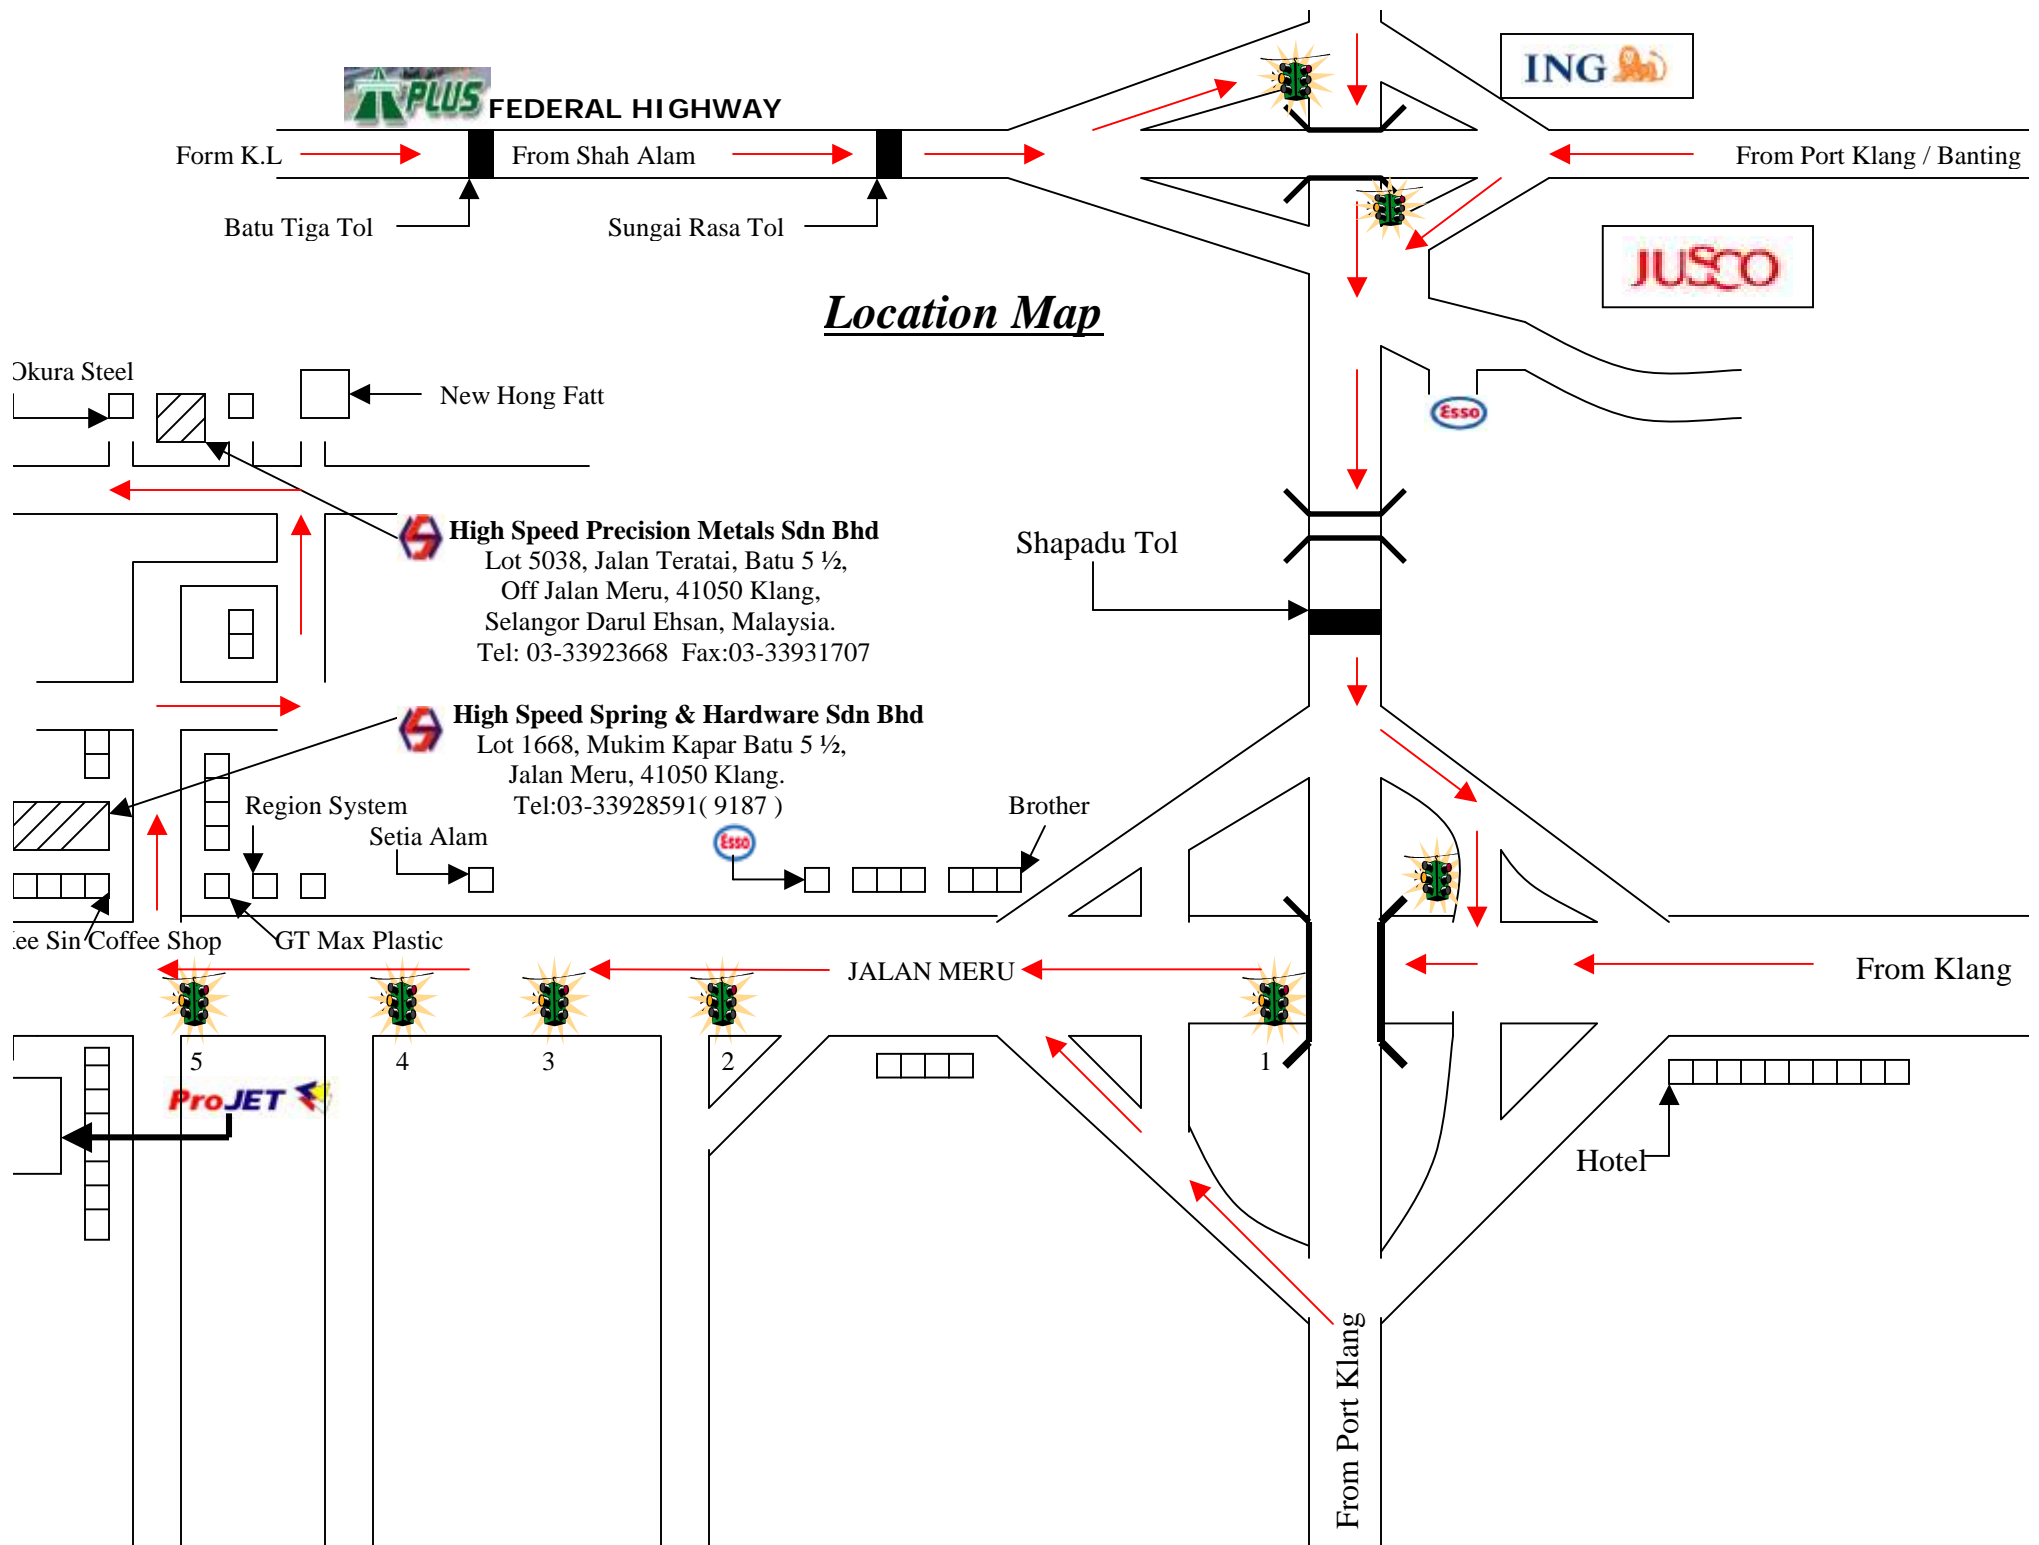 ING
PLUS FEDERAL HIGHWAY
Form K.L
From Shah Alam
From Port Klang / Banting
Batu Tiga Tol
Sungai Rasa Tol
JUSCO
Location Map
Okura Steel
New Hong Fatt
Esso
High Speed Precision Metals Sdn Bhd
Lot 5038, Jalan Teratai, Batu 5 ½,
Off Jalan Meru, 41050 Klang,
Selangor Darul Ehsan, Malaysia.
Tel: 03-33923668 Fax:03-33931707
Shapadu Tol
High Speed Spring & Hardware Sdn Bhd
Lot 1668, Mukim Kapar Batu 5 ½,
Jalan Meru, 41050 Klang.
Tel:03-33928591( 9187 )
Region System
Setia Alam
Esso
Brother
Sin Coffee Shop
GT Max Plastic
JALAN MERU
From Klang
5
4
3
2
1
ProJET
Hotel
From Port Klang